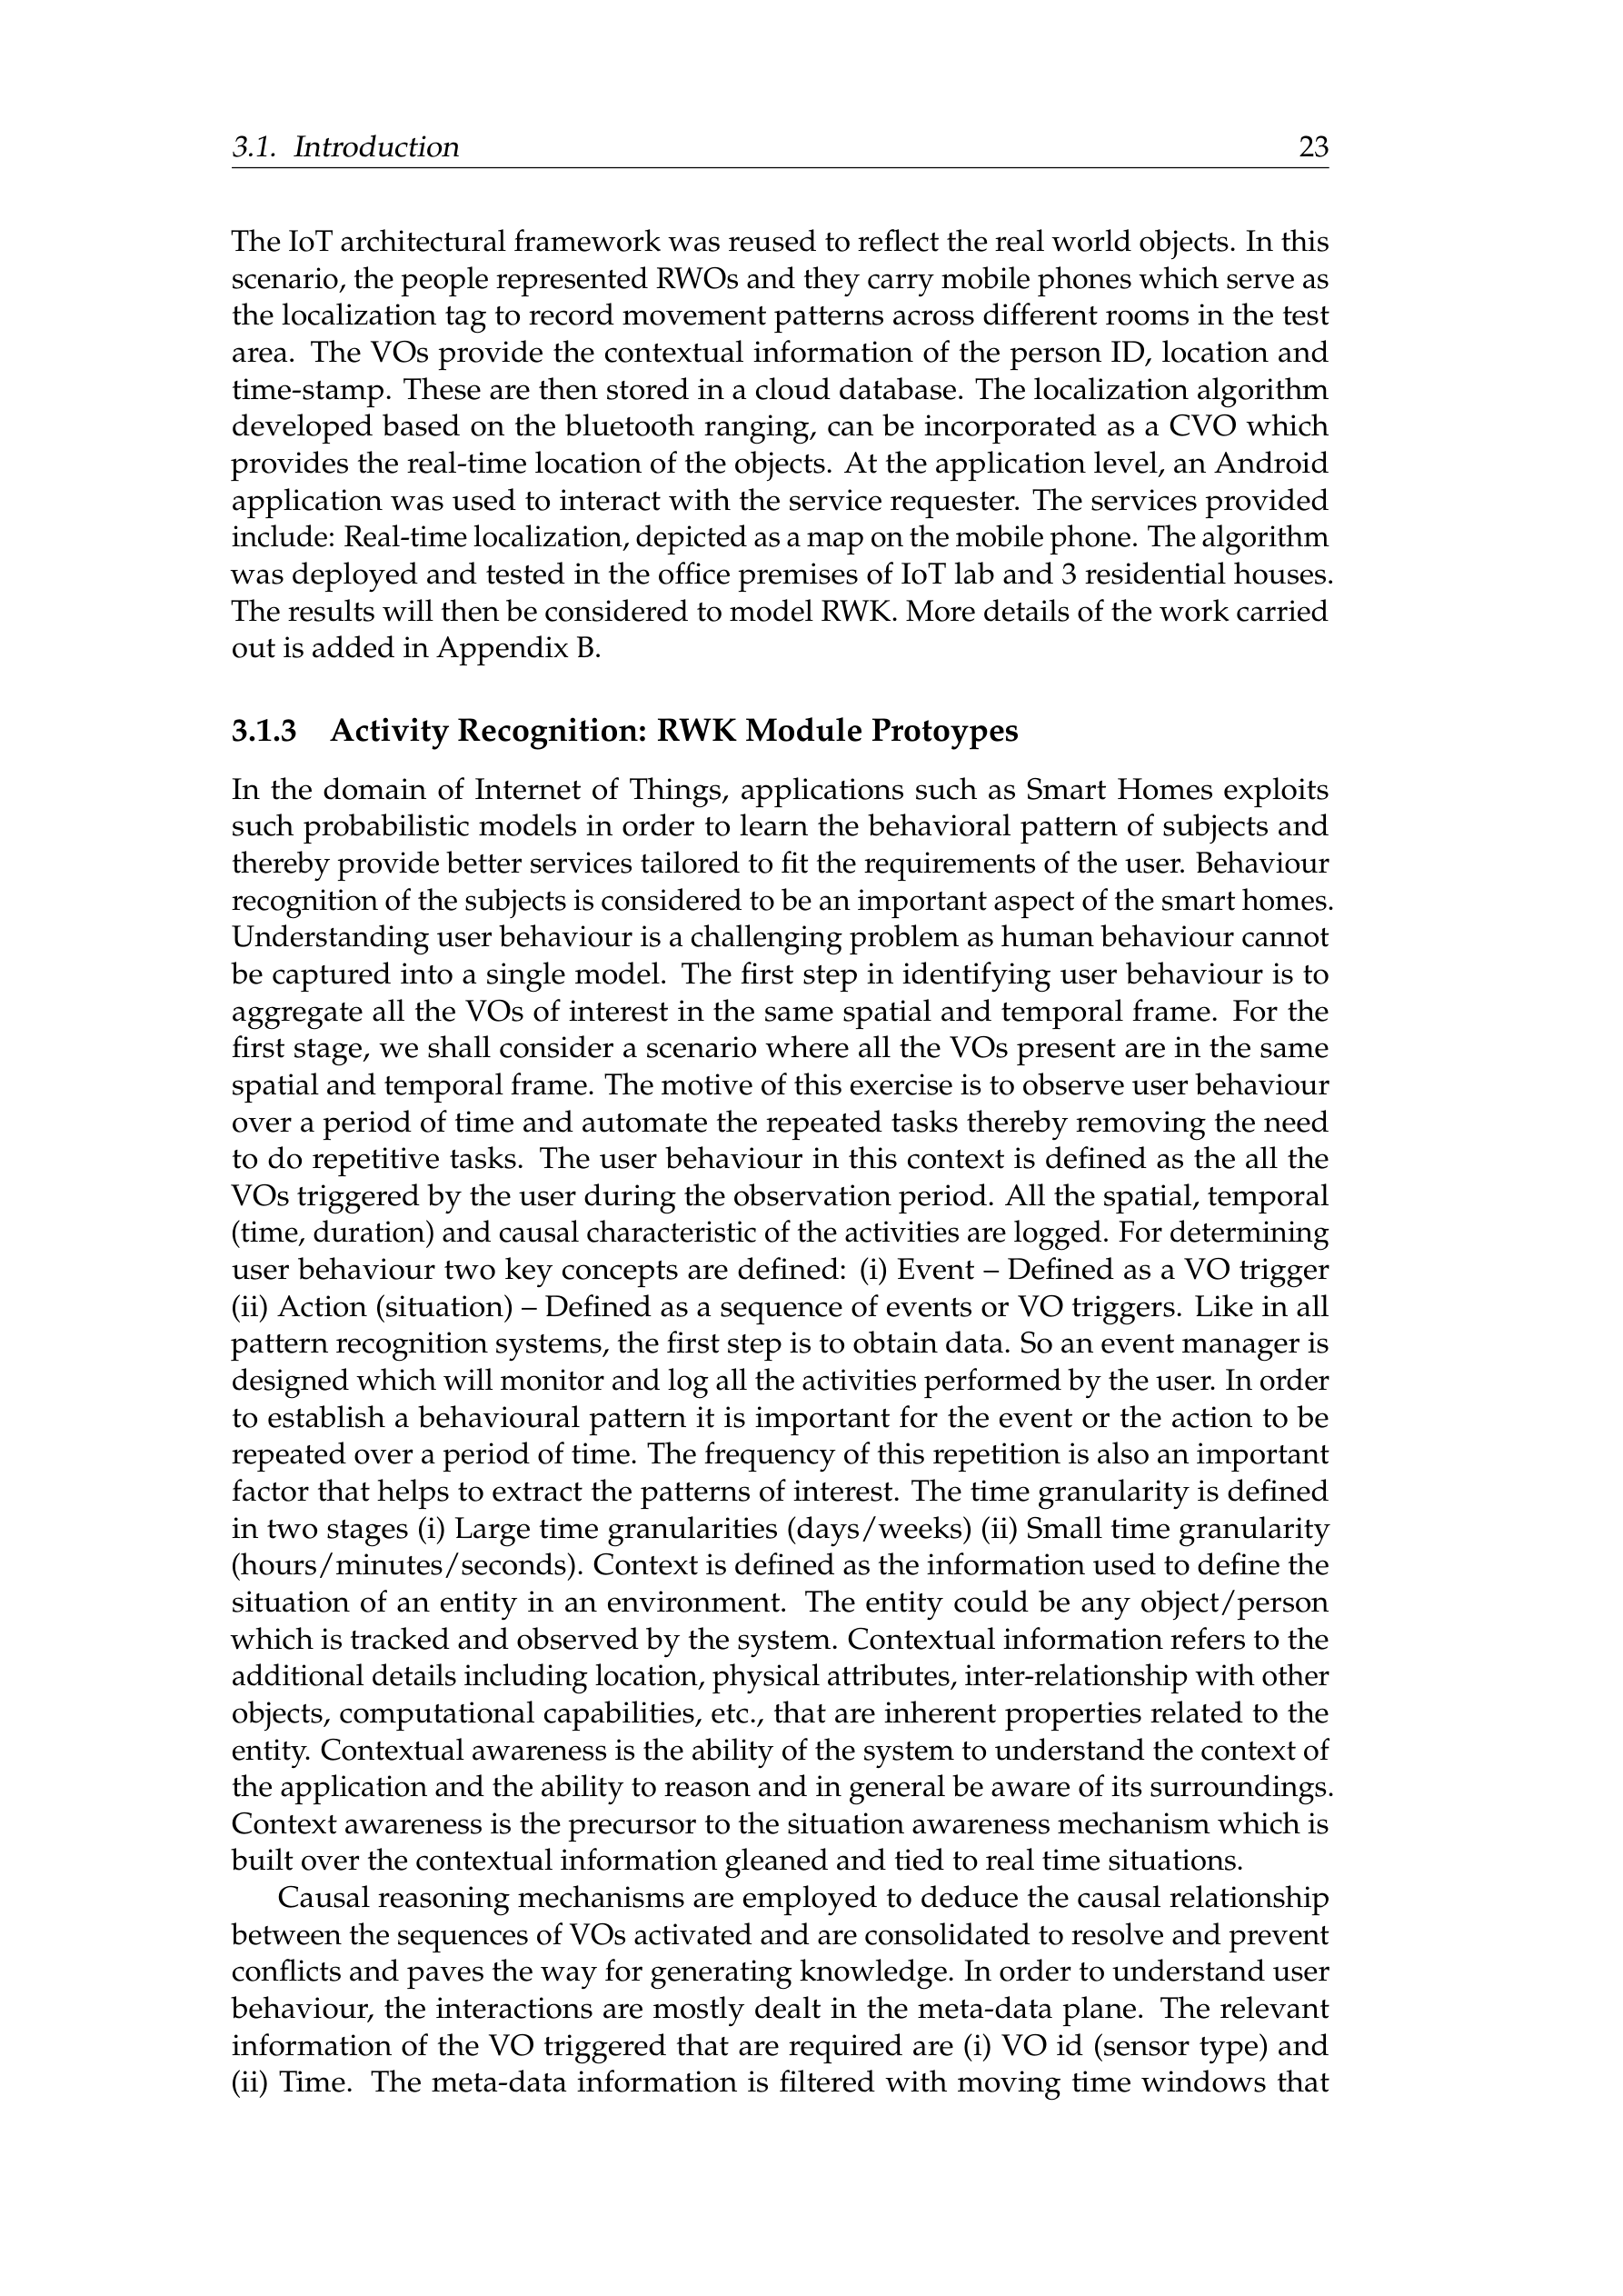 3.1. Introduction 23
The IoT architectural framework was reused to reflect the real world objects. In this
scenario, the people represented RWOs and they carry mobile phones which serve as
the localization tag to record movement patterns across different rooms in the test
area. The VOs provide the contextual information of the person ID, location and
time-stamp. These are then stored in a cloud database. The localization algorithm
developed based on the bluetooth ranging, can be incorporated as a CVO which
provides the real-time location of the objects. At the application level, an Android
application was used to interact with the service requester. The services provided
include: Real-time localization, depicted as a map on the mobile phone. The algorithm
was deployed and tested in the office premises of IoT lab and 3 residential houses.
The results will then be considered to model RWK. More details of the work carried
out is added in Appendix B.
3.1.3 Activity Recognition: RWK Module Protoypes
In the domain of Internet of Things, applications such as Smart Homes exploits
such probabilistic models in order to learn the behavioral pattern of subjects and
thereby provide better services tailored to fit the requirements of the user. Behaviour
recognition of the subjects is considered to be an important aspect of the smart homes.
Understanding user behaviour is a challenging problem as human behaviour cannot
be captured into a single model. The first step in identifying user behaviour is to
aggregate all the VOs of interest in the same spatial and temporal frame. For the
first stage, we shall consider a scenario where all the VOs present are in the same
spatial and temporal frame. The motive of this exercise is to observe user behaviour
over a period of time and automate the repeated tasks thereby removing the need
to do repetitive tasks. The user behaviour in this context is defined as the all the
VOs triggered by the user during the observation period. All the spatial, temporal
(time, duration) and causal characteristic of the activities are logged. For determining
user behaviour two key concepts are defined: (i) Event – Defined as a VO trigger
(ii) Action (situation) – Defined as a sequence of events or VO triggers. Like in all
pattern recognition systems, the first step is to obtain data. So an event manager is
designed which will monitor and log all the activities performed by the user. In order
to establish a behavioural pattern it is important for the event or the action to be
repeated over a period of time. The frequency of this repetition is also an important
factor that helps to extract the patterns of interest. The time granularity is defined
in two stages (i) Large time granularities (days/weeks) (ii) Small time granularity
(hours/minutes/seconds). Context is defined as the information used to define the
situation of an entity in an environment. The entity could be any object/person
which is tracked and observed by the system. Contextual information refers to the
additional details including location, physical attributes, inter-relationship with other
objects, computational capabilities, etc., that are inherent properties related to the
entity. Contextual awareness is the ability of the system to understand the context of
the application and the ability to reason and in general be aware of its surroundings.
Context awareness is the precursor to the situation awareness mechanism which is
built over the contextual information gleaned and tied to real time situations.
Causal reasoning mechanisms are employed to deduce the causal relationship
between the sequences of VOs activated and are consolidated to resolve and prevent
conflicts and paves the way for generating knowledge. In order to understand user
behaviour, the interactions are mostly dealt in the meta-data plane. The relevant
information of the VO triggered that are required are (i) VO id (sensor type) and
(ii) Time. The meta-data information is filtered with moving time windows that